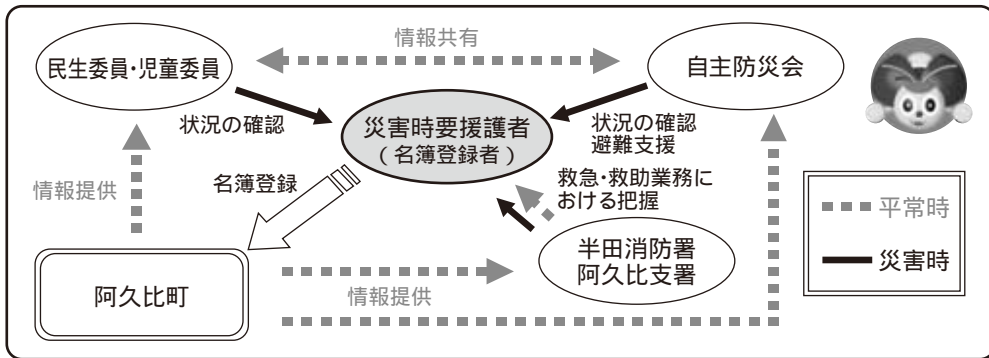 情報共有
民生委員・児童委員
自主防災会
状況の確認
災害時要援護者
(名簿登録者)
状況の確認
避難支援
情報提供
名簿登録
救急・救助業務に
おける把握
平常時
災害時
半田消防署
阿久比支署
阿久比町
情報提供